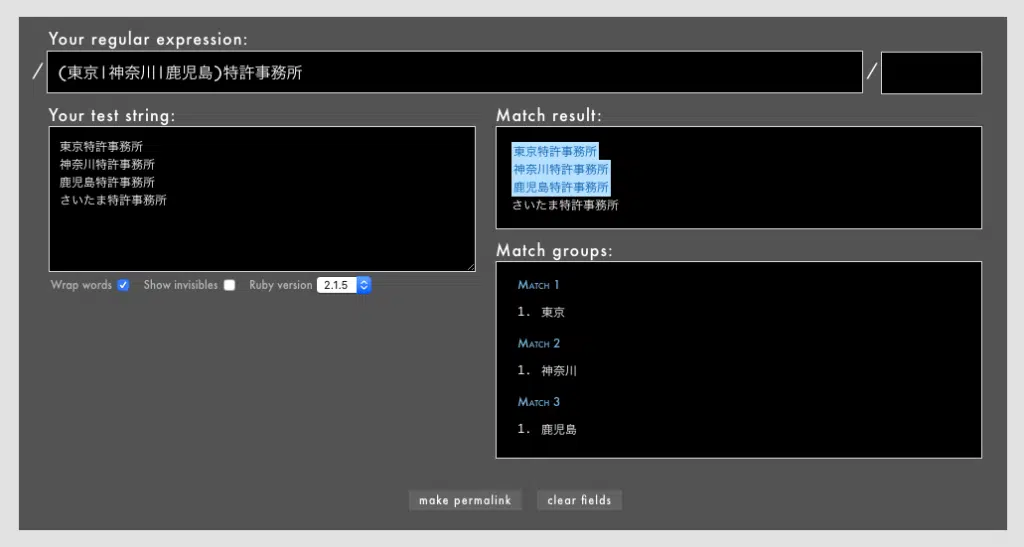 Your regular expression:
/ (東京|神奈川|鹿児島)特許事務所 /
Your test string:
東京特許事務所
神奈川特許事務所
鹿児島特許事務所
さいたま特許事務所
Wrap words Show invisibles Ruby version 2.1.5
Match result:
東京特許事務所
神奈川特許事務所
鹿児島特許事務所
さいたま特許事務所
Match groups:
Match 1
1. 東京
Match 2
1. 神奈川
Match 3
1. 鹿児島
make permalink clear fields